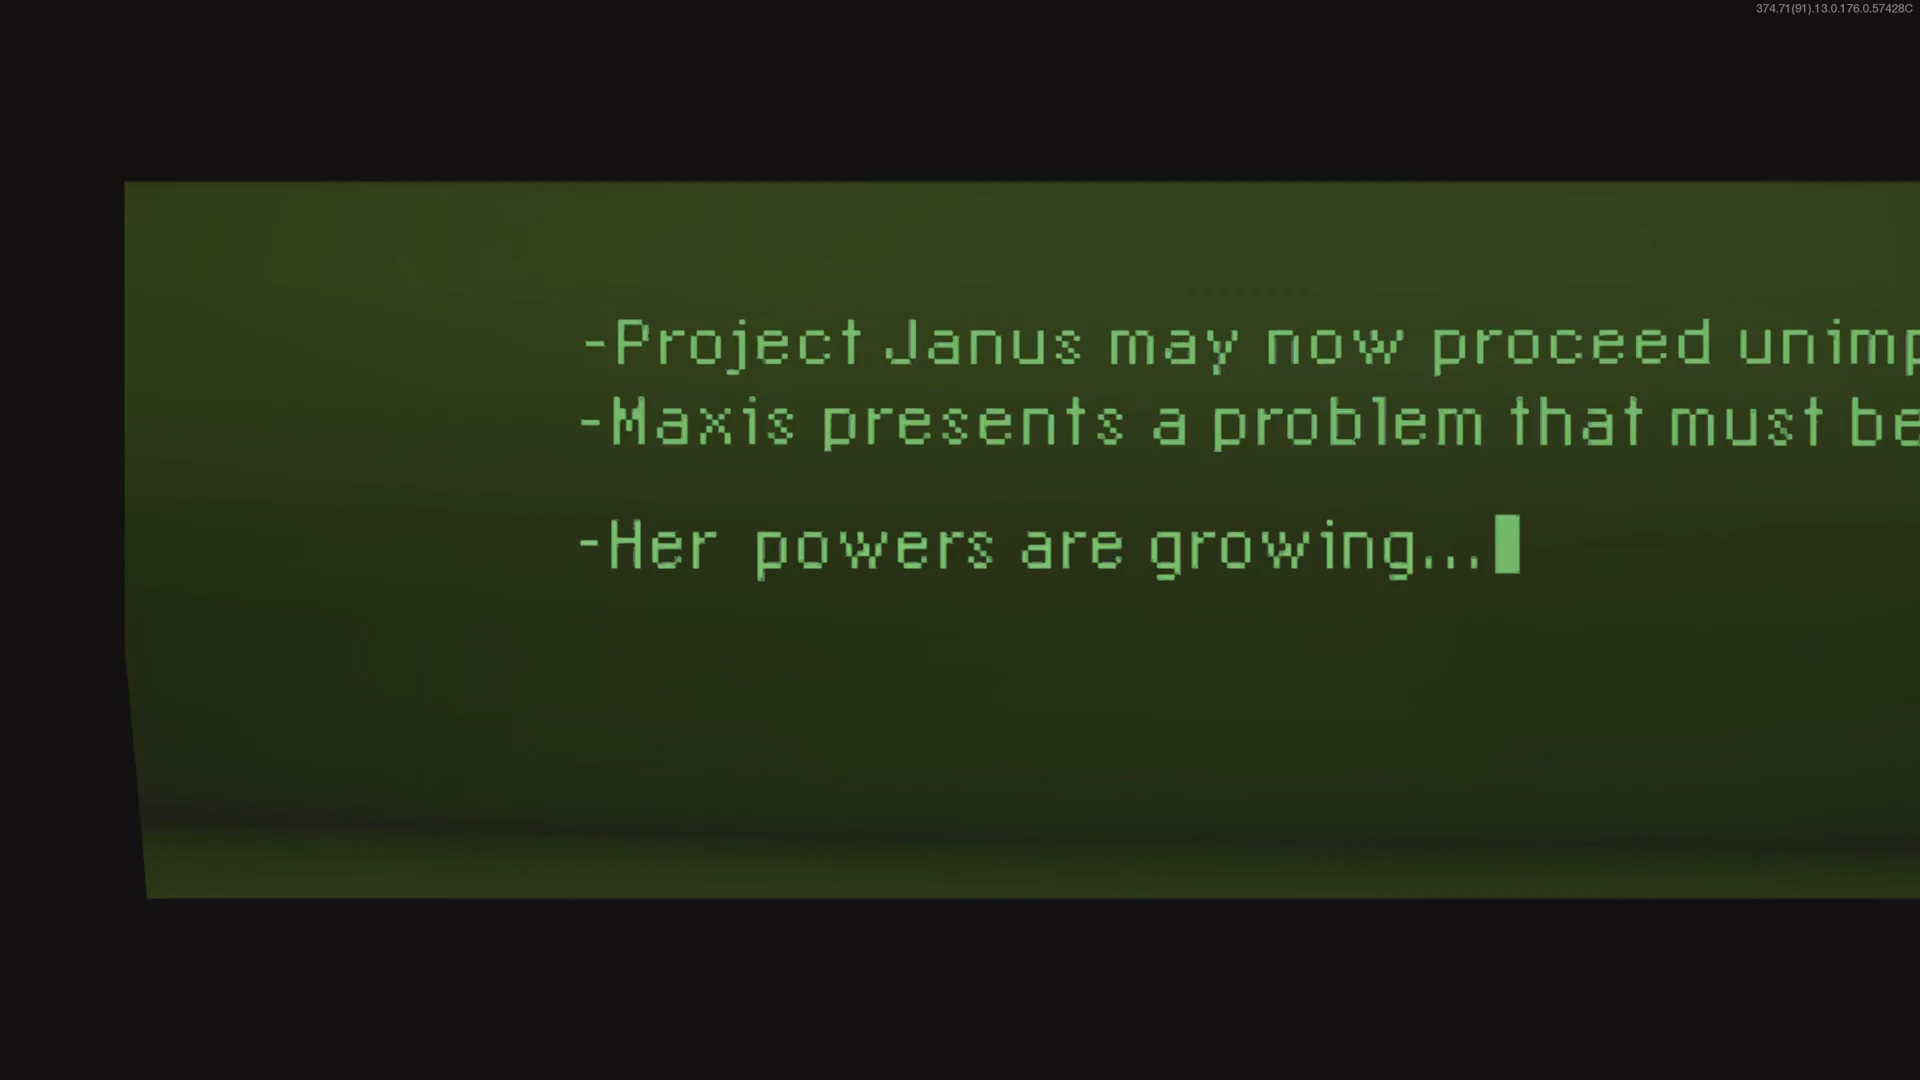 374.71(91).13.0.176.0.57428C
-Project Janus may now proceed unimp
-Maxis presents a problem that must be
-Her powers are growing...